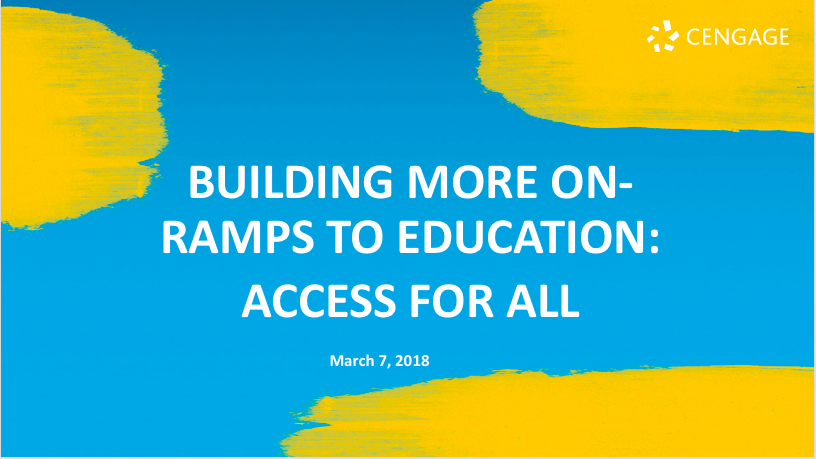 CENGAGE
BUILDING MORE ON-
RAMPS TO EDUCATION:
ACCESS FOR ALL
March 7, 2018